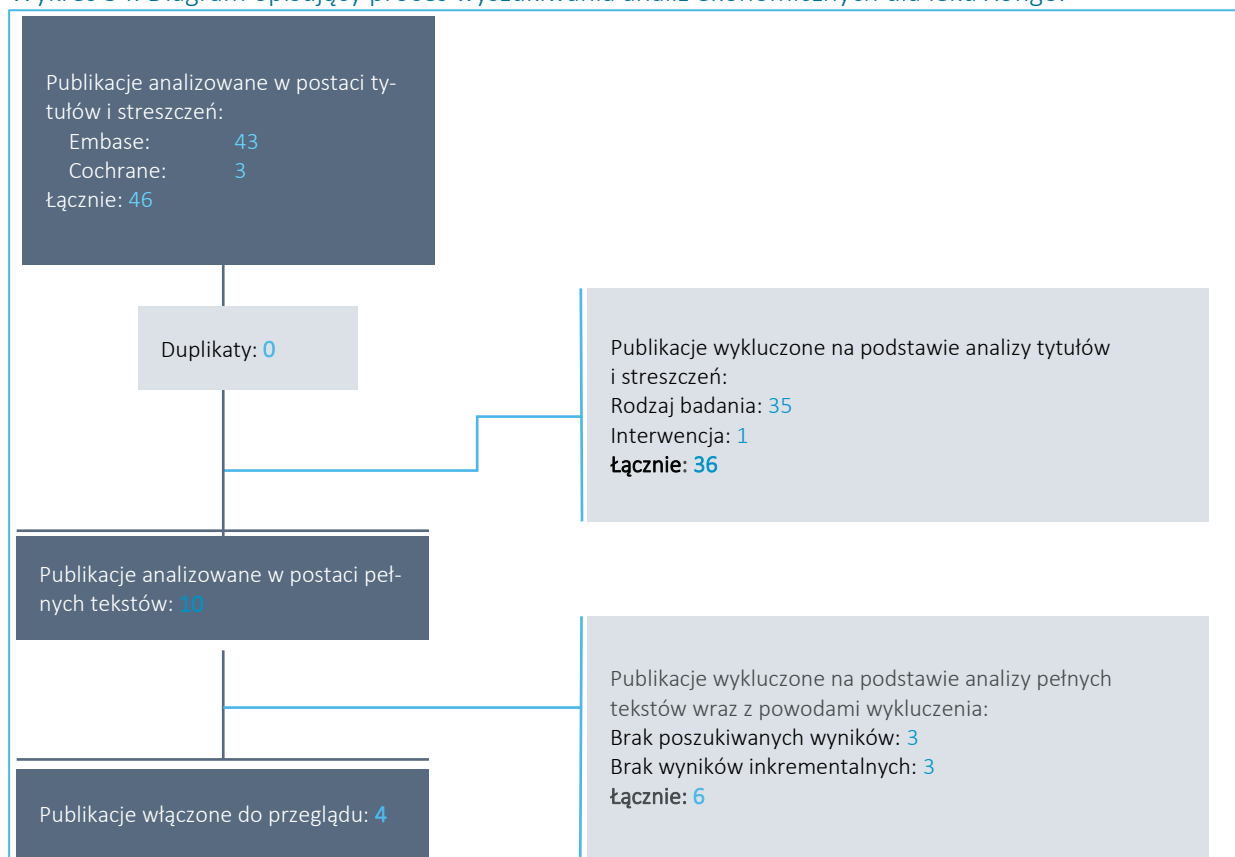 Publikacje analizowane w postaci ty-
tułów i streszczeń:
Embase: 43
Cochrane: 3
Łącznie: 46
Duplikaty: 0
Publikacje wykluczone na podstawie analizy tytułów
i streszczeń:
Rodzaj badania: 35
Interwencja: 1
Łącznie: 36
Publikacje analizowane w postaci peł-
nych tekstów: 10
Publikacje wykluczone na podstawie analizy pełnych
tekstów wraz z powodami wykluczenia:
Brak poszukiwanych wyników: 3
Brak wyników inkrementalnych: 3
Łącznie: 6
Publikacje włączone do przeglądu: 4